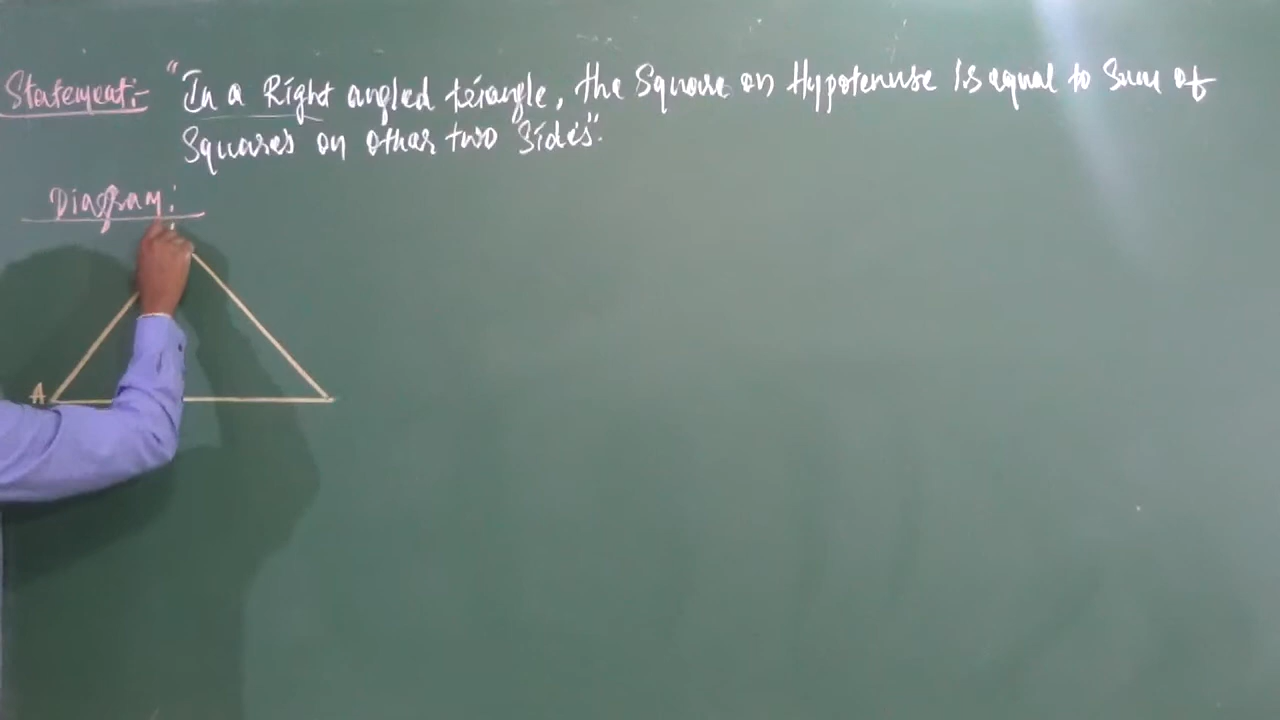 Statement:- "In a Right angled triangle, the Square on Hypotenuse is equal to Sum of
Squares on other two Sides".
Diagram:
A